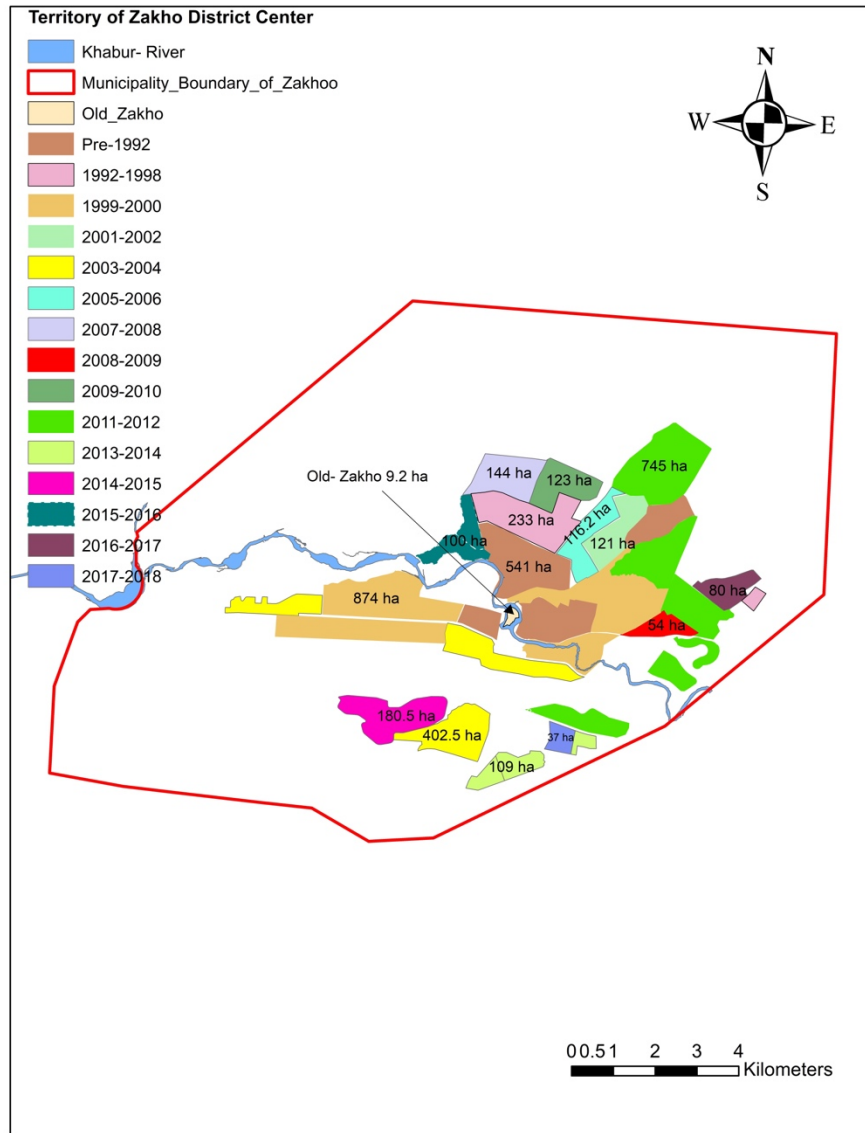 Territory of Zakho District Center
Khabur- River
Municipality_Boundary_of_Zakhoo
Old_Zakho
Pre-1992
1992-1998
1999-2000
2001-2002
2003-2004
2005-2006
2007-2008
2008-2009
2009-2010
2011-2012
2013-2014
2014-2015
2015-2016
2016-2017
2017-2018
N
W
E
S
745 ha
144 ha
123 ha
Old- Zakho 9.2 ha
233 ha
116.2 ha
100 ha
121 ha
541 ha
80 ha
874 ha
54 ha
180.5 ha
402.5 ha
37 ha
109 ha
0 0.5 1 2 3 4
Kilometers